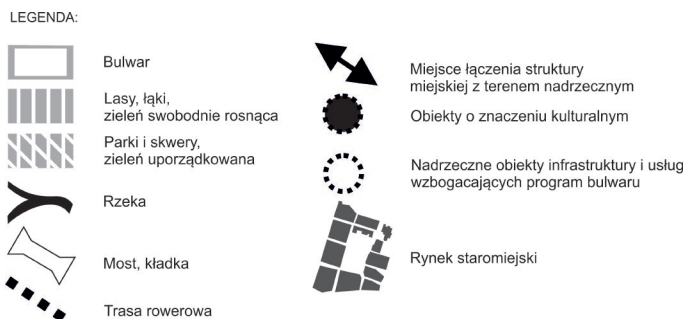 LEGENDA:
Bulwar
Lasy, łąki,
zieleń swobodnie rosnąca
Parki i skwery,
zieleń uporządkowana
Rzeka
Most, kładka
Trasa rowerowa
Miejsce łączenia struktury
miejskiej z terenem nadrzecznym
Obiekty o znaczeniu kulturalnym
Nadrzeczne obiekty infrastruktury i usług
wzbogacających program bulwaru
Rynek staromiejski